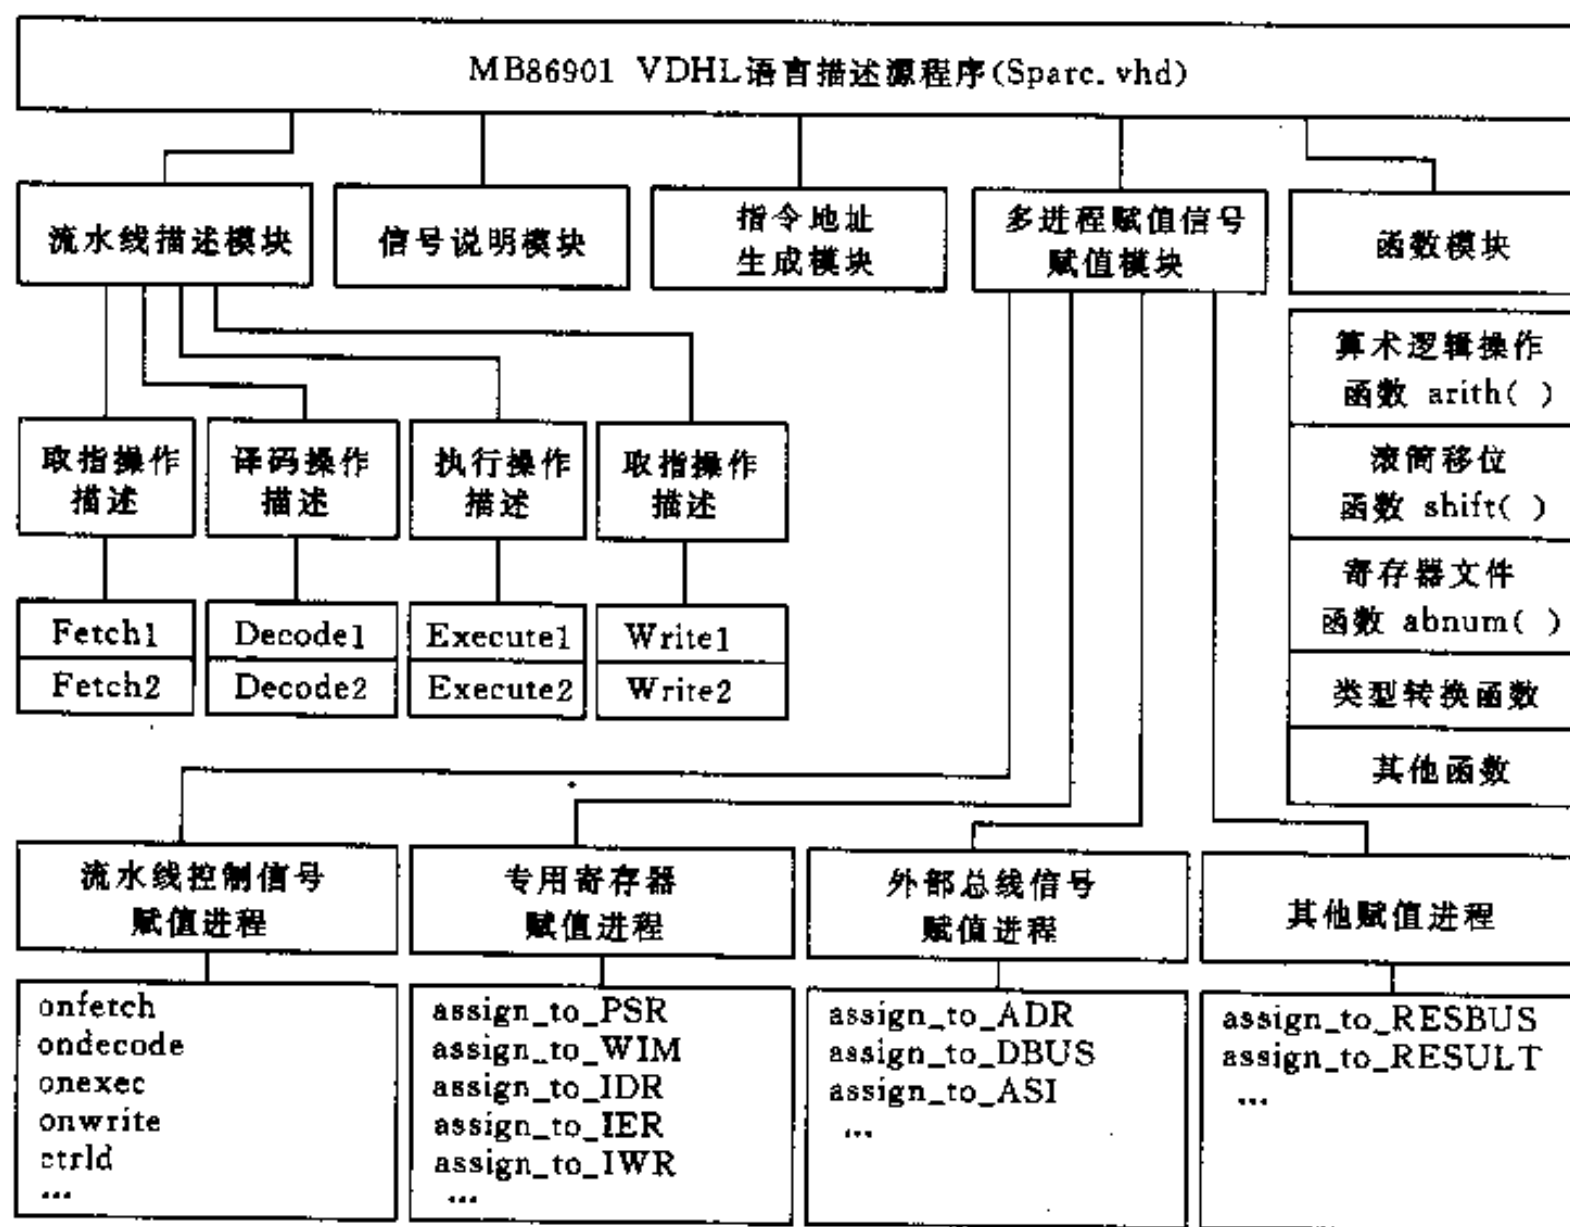 MB86901 VDHL语言描述源程序(Sparc.vhd)
流水线描述模块
信号说明模块
指令地址
生成模块
多进程赋值信号
赋值模块
函数模块
算术逻辑操作
函数 arith( )
滚筒移位
函数 shift( )
寄存器文件
函数 abnum( )
类型转换函数
其他函数
取指操作
描述
译码操作
描述
执行操作
描述
取指操作
描述
Fetch1
Fetch2
Decode1
Decode2
Execute1
Execute2
Write1
Write2
流水线控制信号
赋值进程
专用寄存器
赋值进程
外部总线信号
赋值进程
其他赋值进程
onfetch
ondecode
onexec
onwrite
ctrld
...
assign_to_PSR
assign_to_WIM
assign_to_IDR
assign_to_IER
assign_to_IWR
...
assign_to_ADR
assign_to_DBUS
assign_to_ASI
...
assign_to_RESBUS
assign_to_RESULT
...